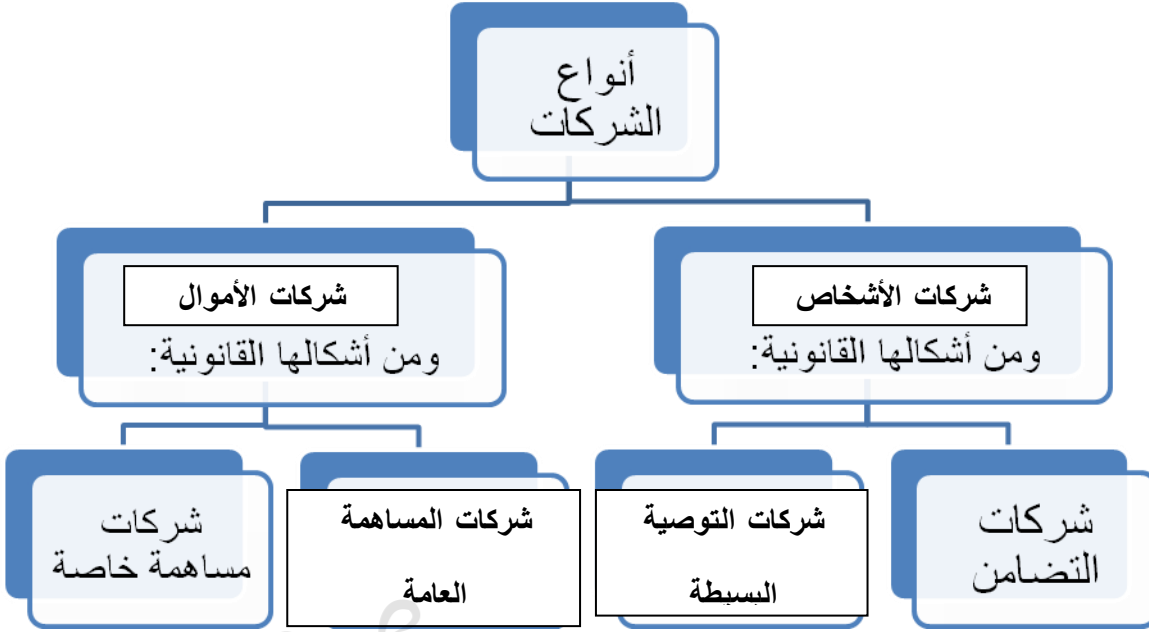 أنواع
الشركات
شركات الأشخاص
ومن أشكالها القانونية:
شركات الأموال
ومن أشكالها القانونية:
شركات
التضامن
شركات التوصية
البسيطة
شركات المساهمة
العامة
شركات
مساهمة خاصة